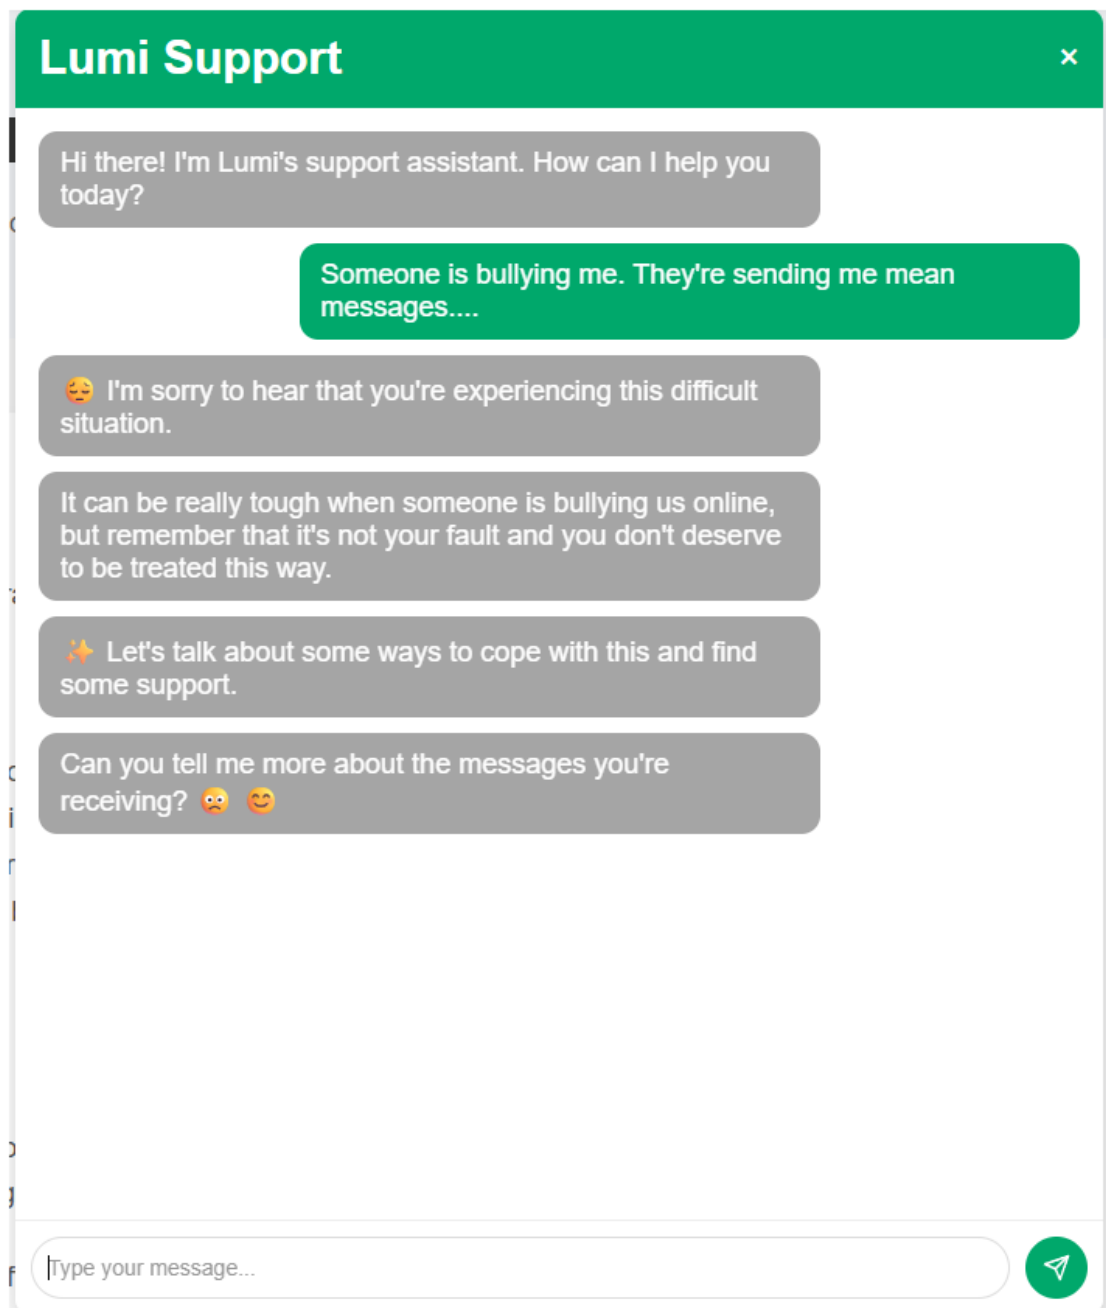 Lumi Support
×
Hi there! I'm Lumi's support assistant. How can I help you
today?
Someone is bullying me. They're sending me mean
messages....
😔 I'm sorry to hear that you're experiencing this difficult
situation.
It can be really tough when someone is bullying us online,
but remember that it's not your fault and you don't deserve
to be treated this way.
✨ Let's talk about some ways to cope with this and find
some support.
Can you tell me more about the messages you're
receiving? 🙁 😊
Type your message...